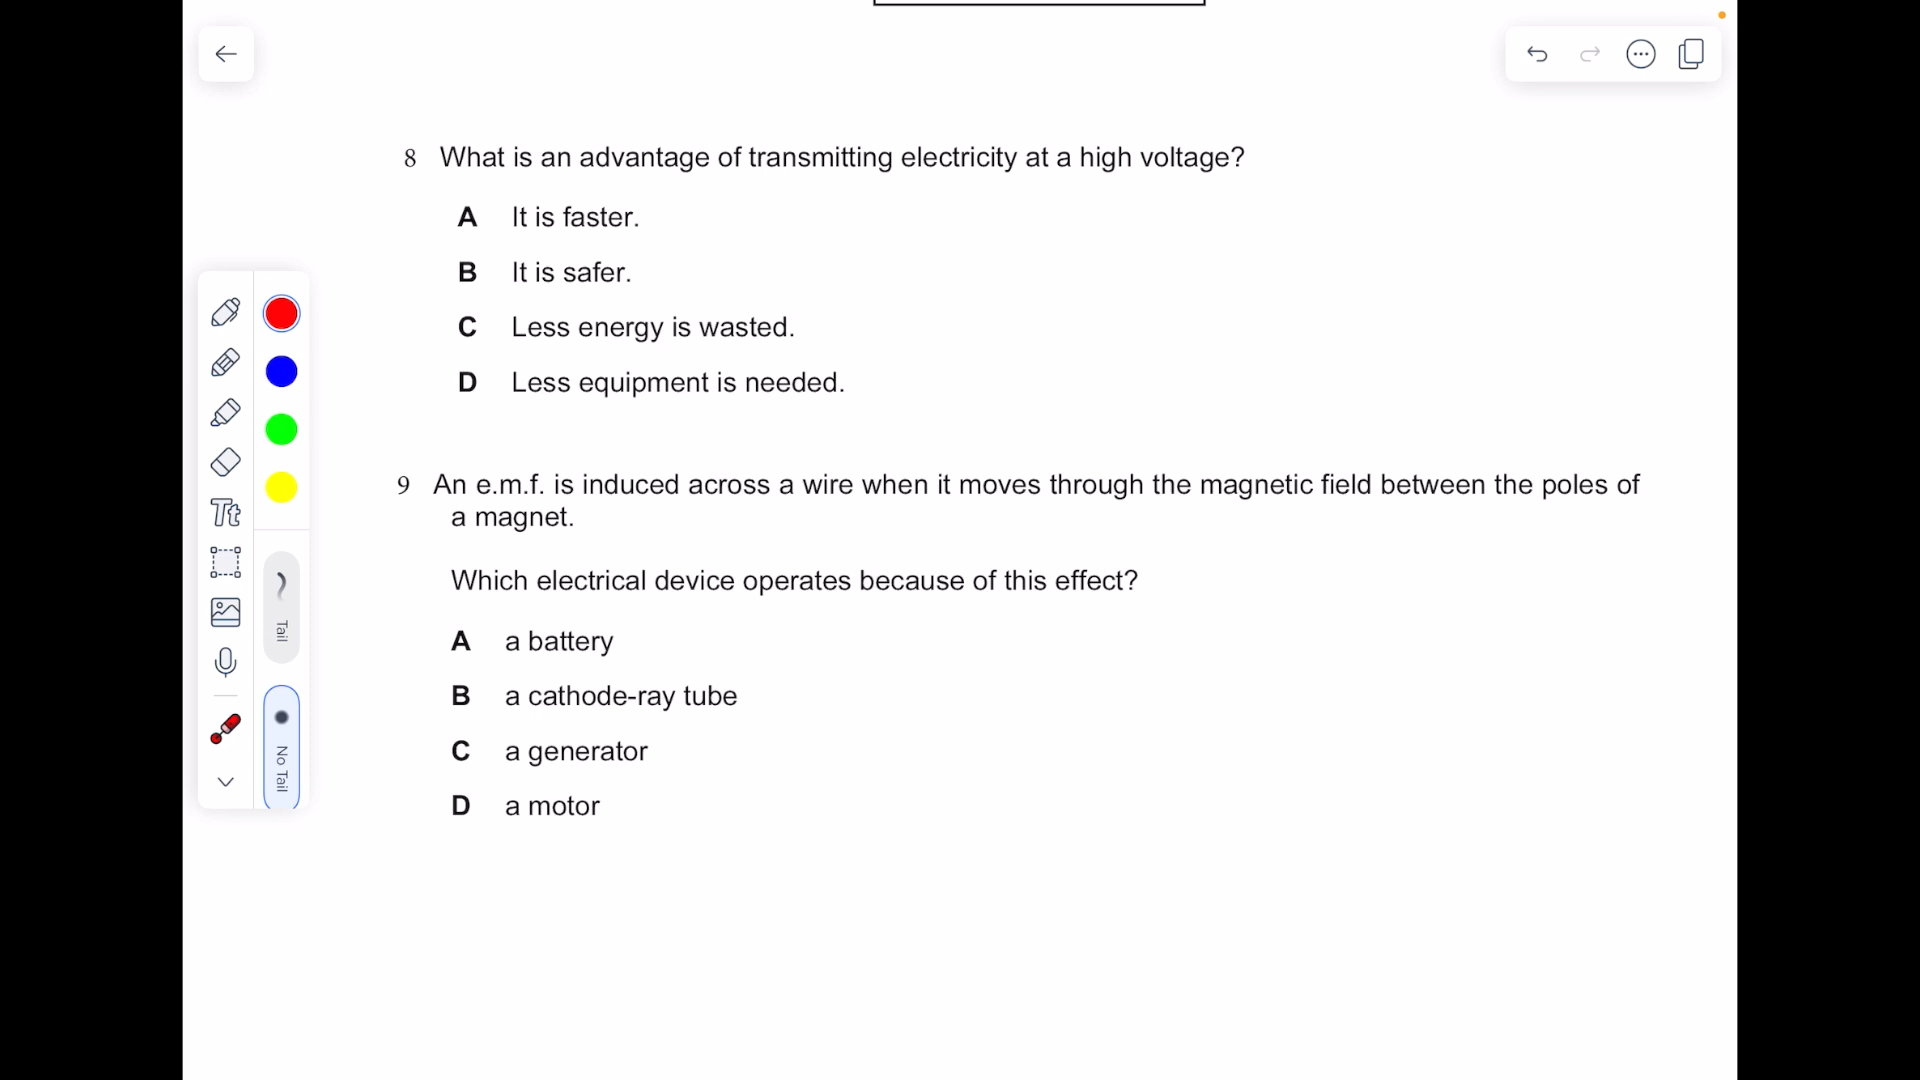 8 What is an advantage of transmitting electricity at a high voltage?
A It is faster.
B It is safer.
C Less energy is wasted.
D Less equipment is needed.
9 An e.m.f. is induced across a wire when it moves through the magnetic field between the poles of
a magnet.
Which electrical device operates because of this effect?
A a battery
B a cathode-ray tube
C a generator
D a motor
Tt
Tail
No Tail